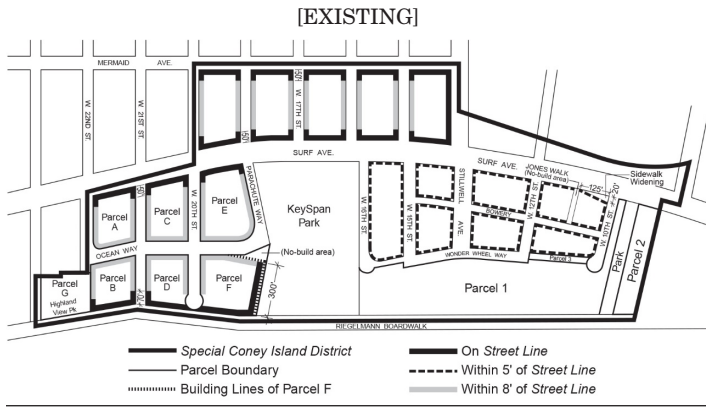 [EXISTING]
MERMAID AVE.
W. 22ND. ST.
W. 21ST ST.
50'
W. 17TH ST.
50'
SURF AVE.
SURF AVE.
JONES WALK
(No-build area)
Sidewalk
Widening
125'
20'
50'
W. 20TH ST.
PARACHUTE WAY
Parcel
A
Parcel
C
Parcel
E
KeySpan
Park
W. 16TH ST.
W. 15TH ST.
STILLWELL
AVE
BOWERY
W. 12TH ST.
W. 10TH ST.
OCEAN WAY
(No-build area)
WONDER WHEEL WAY
Parcel 3
Park
Parcel 2
Parcel
G
Highland
View Pk
Parcel
B
70'
Parcel
D
Parcel
F
300'
Parcel 1
RIEGELMANN BOARDWALK
Special Coney Island District
Parcel Boundary
Building Lines of Parcel F
On Street Line
Within 5' of Street Line
Within 8' of Street Line